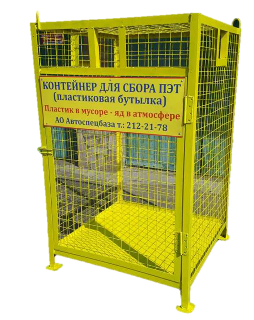 КОНТЕЙНЕР ДЛЯ СБОРА ПЭТ
(пластиковая бутылка)
Пластик в мусоре - яд в атмосфере
АО Автоспецбаза т.: 212-21-78